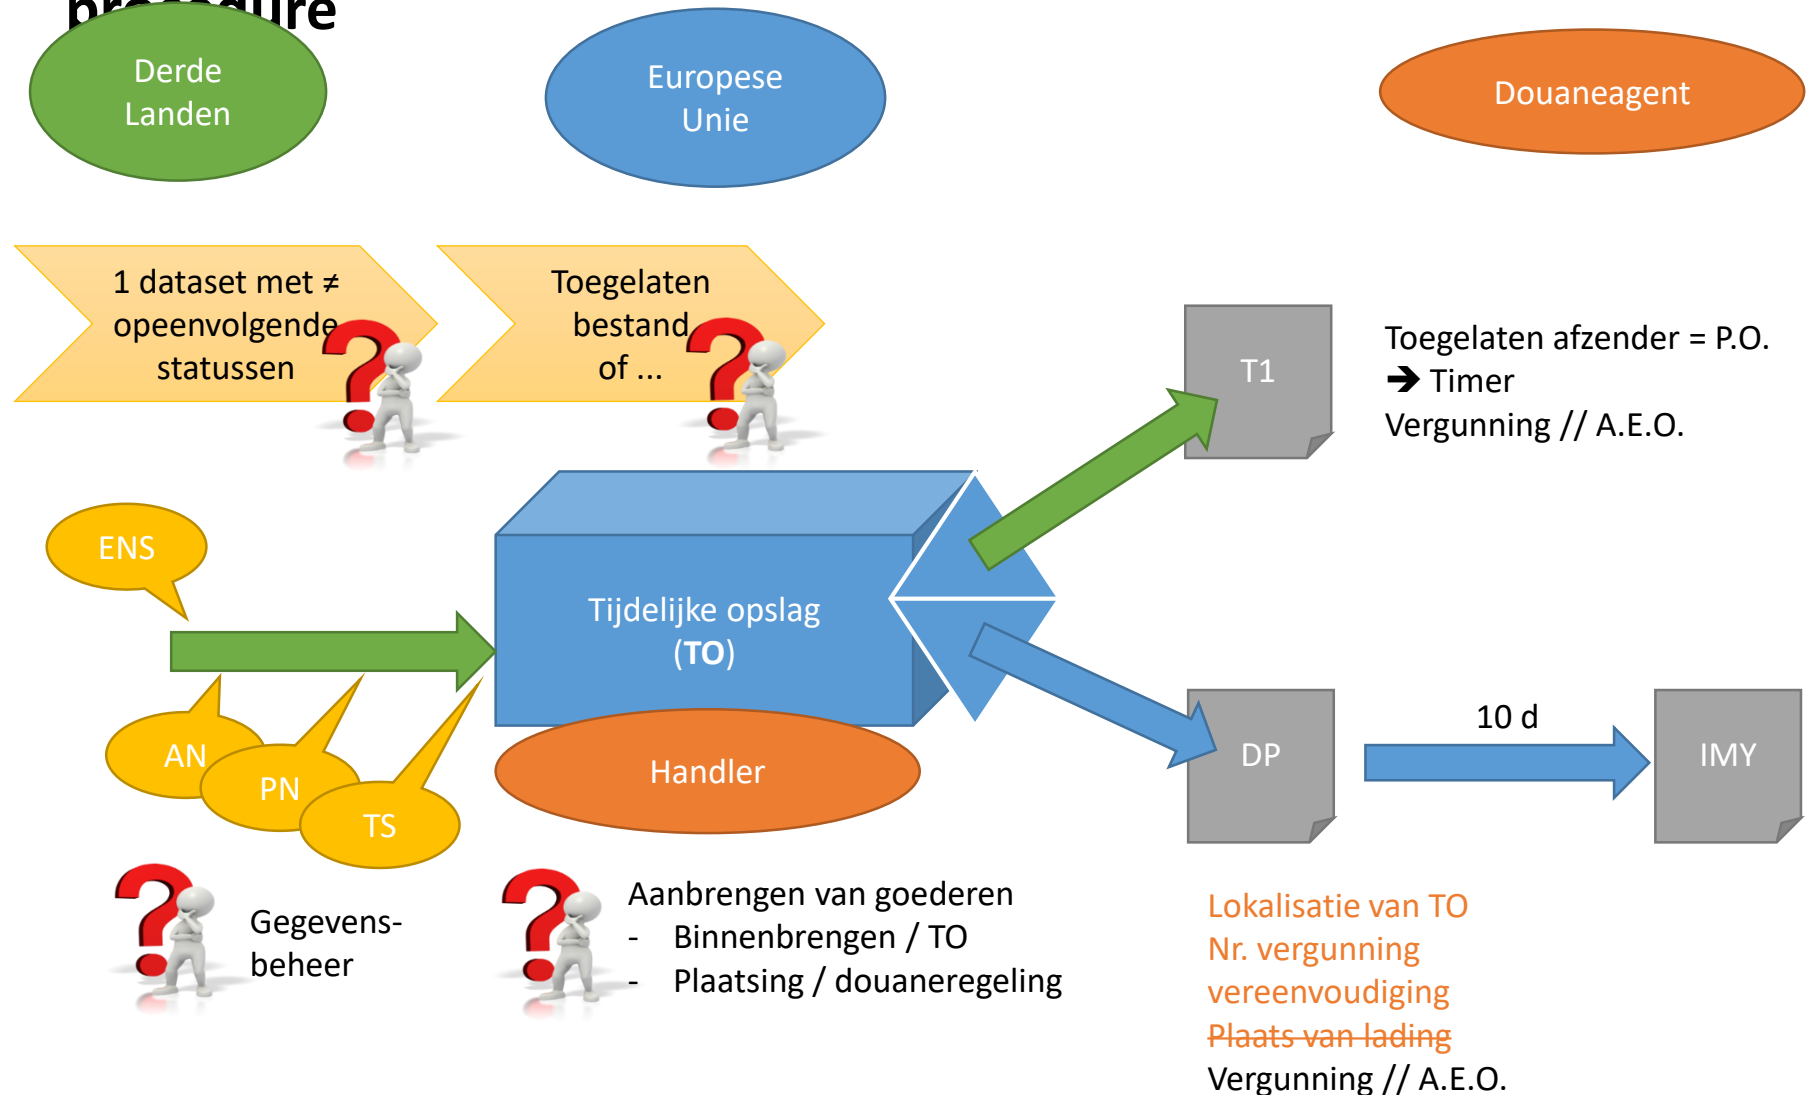 procedure
Derde
Landen
Europese
Unie
Douaneagent
1 dataset met ≠
opeenvolgende
statussen
Toegelaten
bestand
of ...
T1
Toegelaten afzender = P.O.
➔ Timer
Vergunning // A.E.O.
ENS
Tijdelijke opslag
(TO)
AN
PN
TS
Handler
DP
10 d
IMY
Gegevens-
beheer
Aanbrengen van goederen
- Binnenbrengen / TO
- Plaatsing / douaneregeling
Lokalisatie van TO
Nr. vergunning
vereenvoudiging
Plaats van lading
Vergunning // A.E.O.